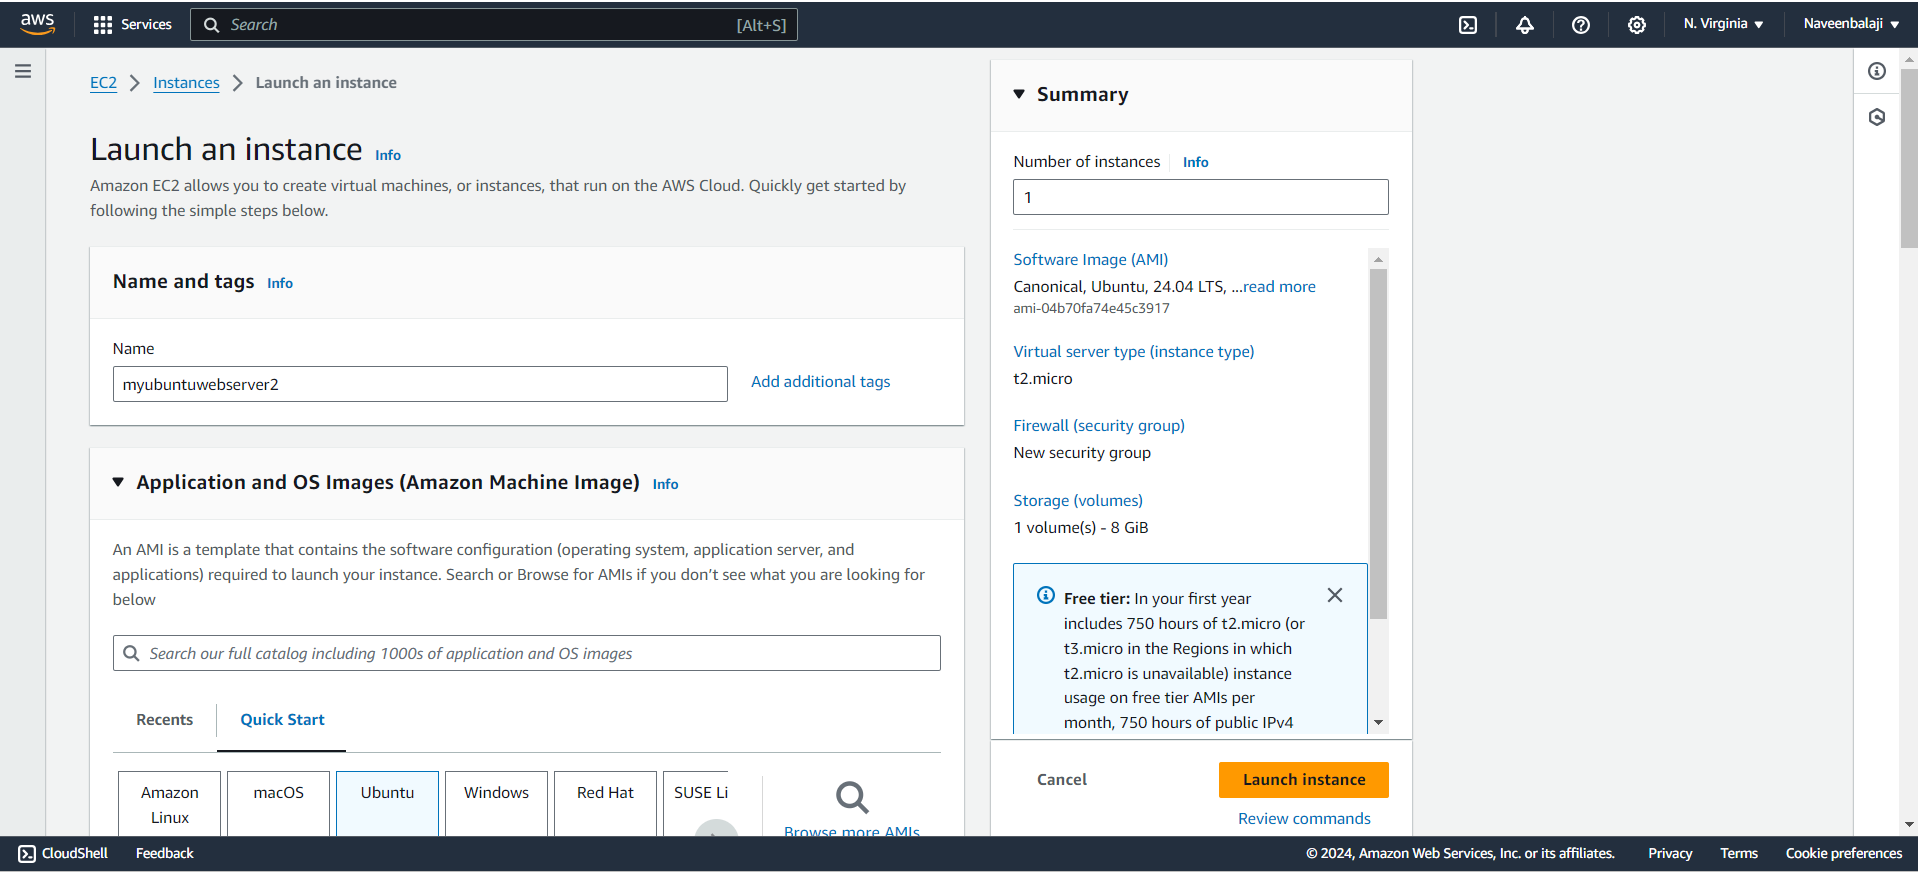 aws
Services
Search
[Alt+S]
N. Virginia
Naveenbalaji
EC2
Instances
Launch an instance
Launch an instance
Info
Amazon EC2 allows you to create virtual machines, or instances, that run on the AWS Cloud. Quickly get started by
following the simple steps below.
Name and tags
Info
Name
myubuntuwebserver2
Add additional tags
Application and OS Images (Amazon Machine Image)
Info
An AMI is a template that contains the software configuration (operating system, application server, and
applications) required to launch your instance. Search or Browse for AMIs if you don’t see what you are looking for
below
Search our full catalog including 1000s of application and OS images
Recents
Quick Start
Amazon
Linux
macOS
Ubuntu
Windows
Red Hat
SUSE Li
Browse more AMIs
Summary
Number of instances
Info
1
Software Image (AMI)
Canonical, Ubuntu, 24.04 LTS, ...read more
ami-04b70fa74e45c3917
Virtual server type (instance type)
t2.micro
Firewall (security group)
New security group
Storage (volumes)
1 volume(s) - 8 GiB
Free tier: In your first year
includes 750 hours of t2.micro (or
t3.micro in the Regions in which
t2.micro is unavailable) instance
usage on free tier AMIs per
month, 750 hours of public IPv4
Cancel
Launch instance
Review commands
CloudShell
Feedback
© 2024, Amazon Web Services, Inc. or its affiliates.
Privacy
Terms
Cookie preferences